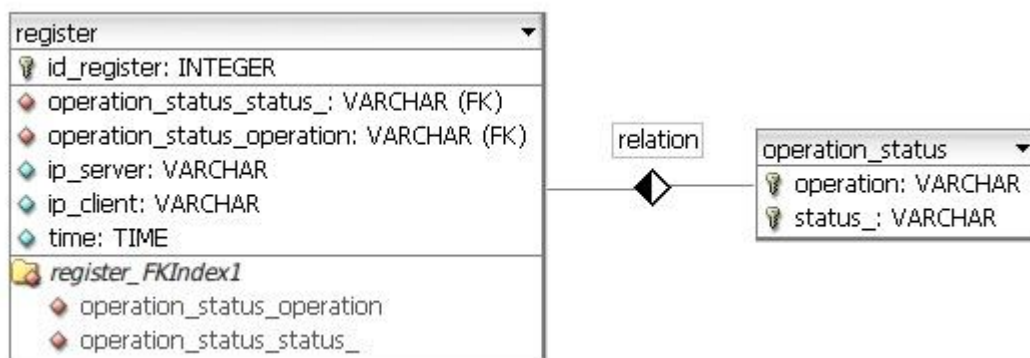 register
id_register: INTEGER
operation_status_status_: VARCHAR (FK)
operation_status_operation: VARCHAR (FK)
ip_server: VARCHAR
ip_client: VARCHAR
time: TIME
register_FKIndex1
operation_status_operation
operation_status_status_
relation
operation_status
operation: VARCHAR
status_: VARCHAR